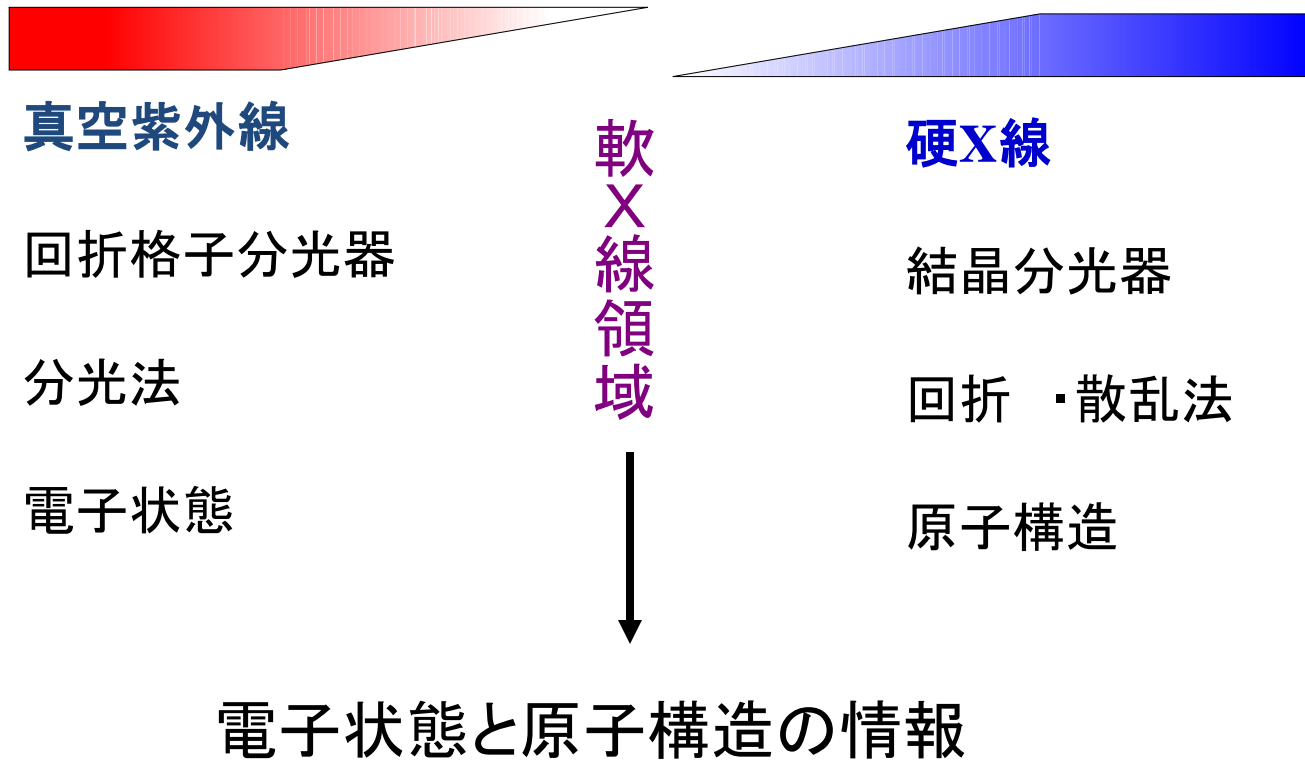 真空紫外線
回折格子分光器
分光法
電子状態
軟X線領域
硬X線
結晶分光器
回折　・散乱法
原子構造
電子状態と原子構造の情報